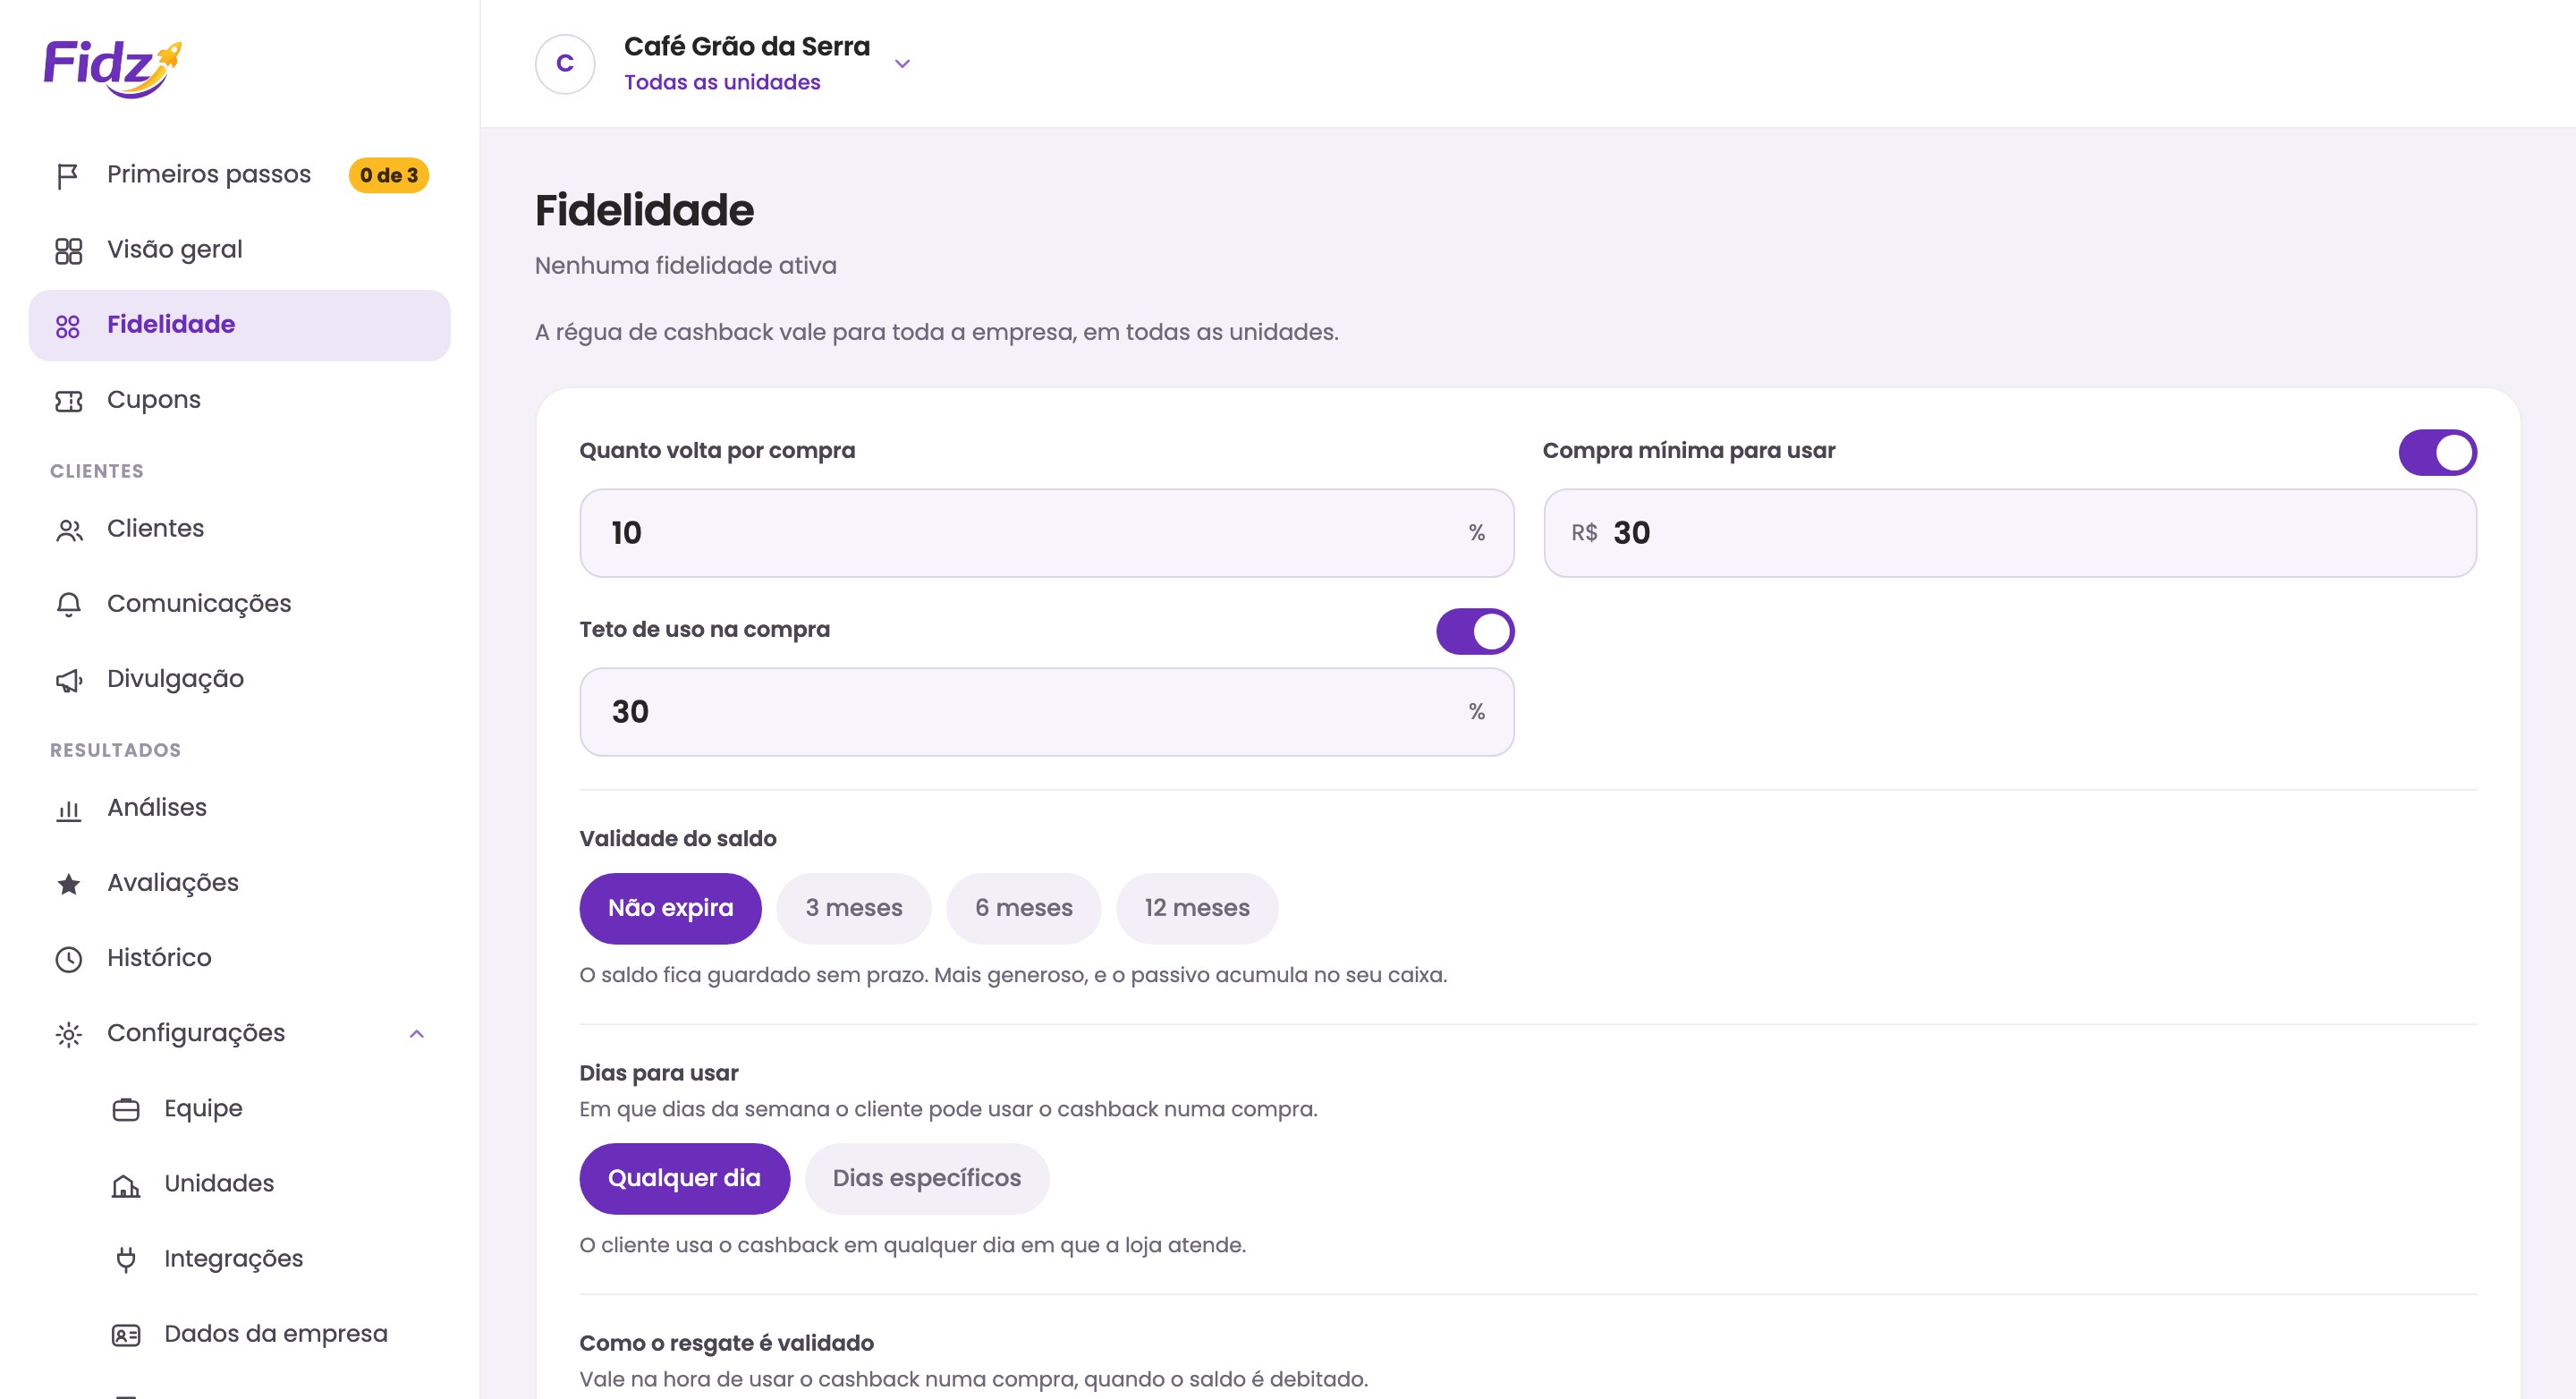 Fidz
Primeiros passos
0 de 3
Visão geral
Fidelidade
Cupons
CLIENTES
Clientes
Comunicações
Divulgação
RESULTADOS
Análises
Avaliações
Histórico
Configurações
Equipe
Unidades
Integrações
Dados da empresa
C
Café Grão da Serra
Todas as unidades
Fidelidade
Nenhuma fidelidade ativa
A régua de cashback vale para toda a empresa, em todas as unidades.
Quanto volta por compra
10 %
Compra mínima para usar
R$ 30
Teto de uso na compra
30 %
Validade do saldo
Não expira 3 meses 6 meses 12 meses
O saldo fica guardado sem prazo. Mais generoso, e o passivo acumula no seu caixa.
Dias para usar
Em que dias da semana o cliente pode usar o cashback numa compra.
Qualquer dia Dias específicos
O cliente usa o cashback em qualquer dia em que a loja atende.
Como o resgate é validado
Vale na hora de usar o cashback numa compra, quando o saldo é debitado.